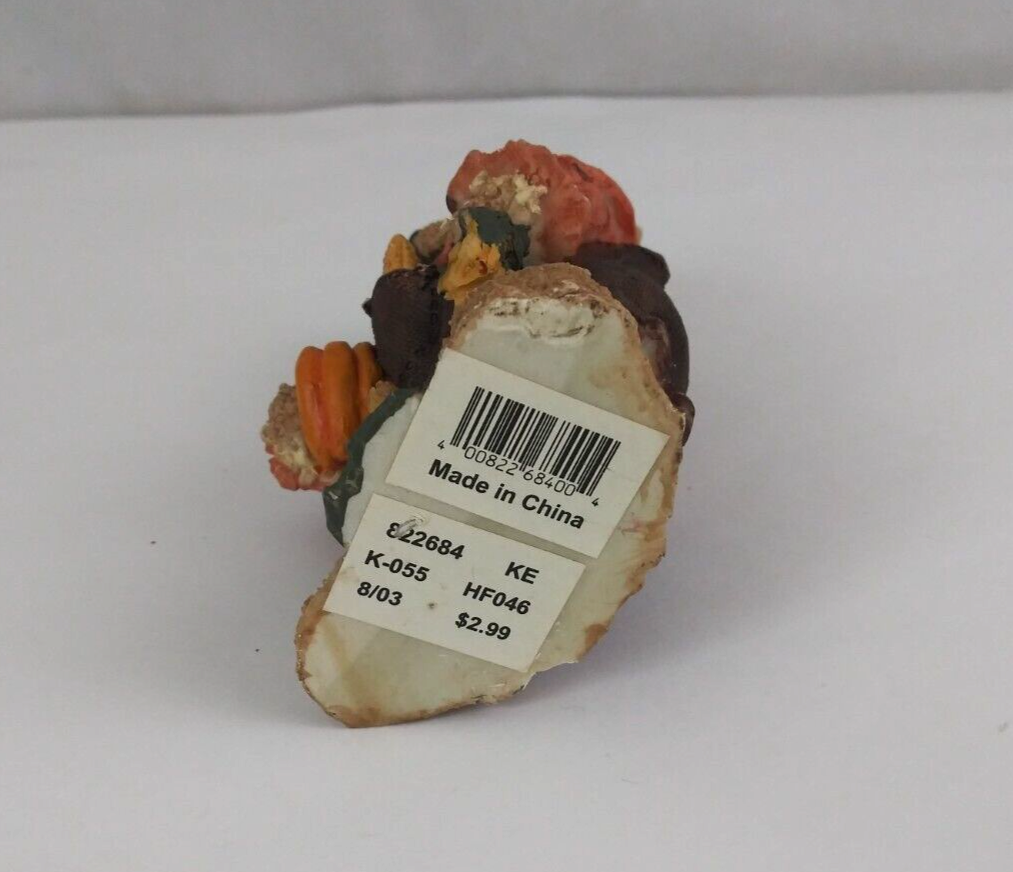 4 00822 68400 4
Made in China
822684 KE
K-055 HF046
8/03 $2.99